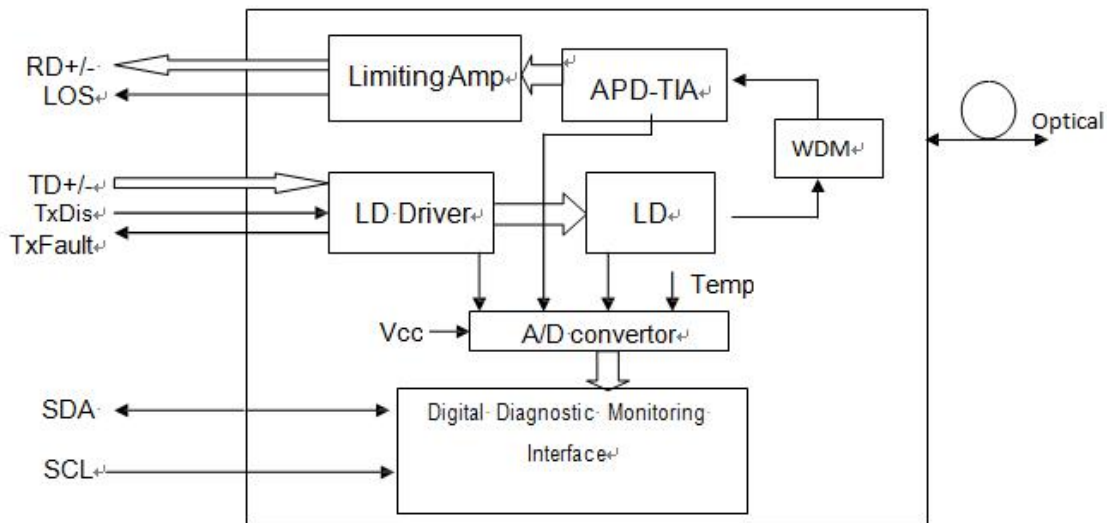 RD+/-
LOS
Limiting Amp
APD-TIA
WDM
Optical
TD+/-
TxDis
TxFault
LD Driver
LD
Temp
Vcc
A/D convertor
SDA
SCL
Digital Diagnostic Monitoring
Interface